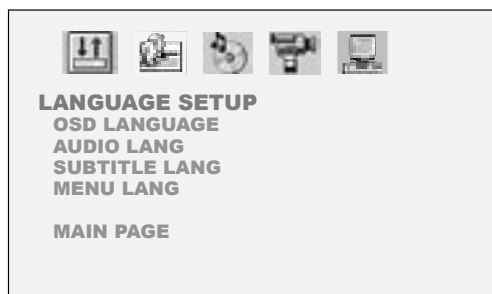 LANGUAGE SETUP
OSD LANGUAGE
AUDIO LANG
SUBTITLE LANG
MENU LANG
MAIN PAGE